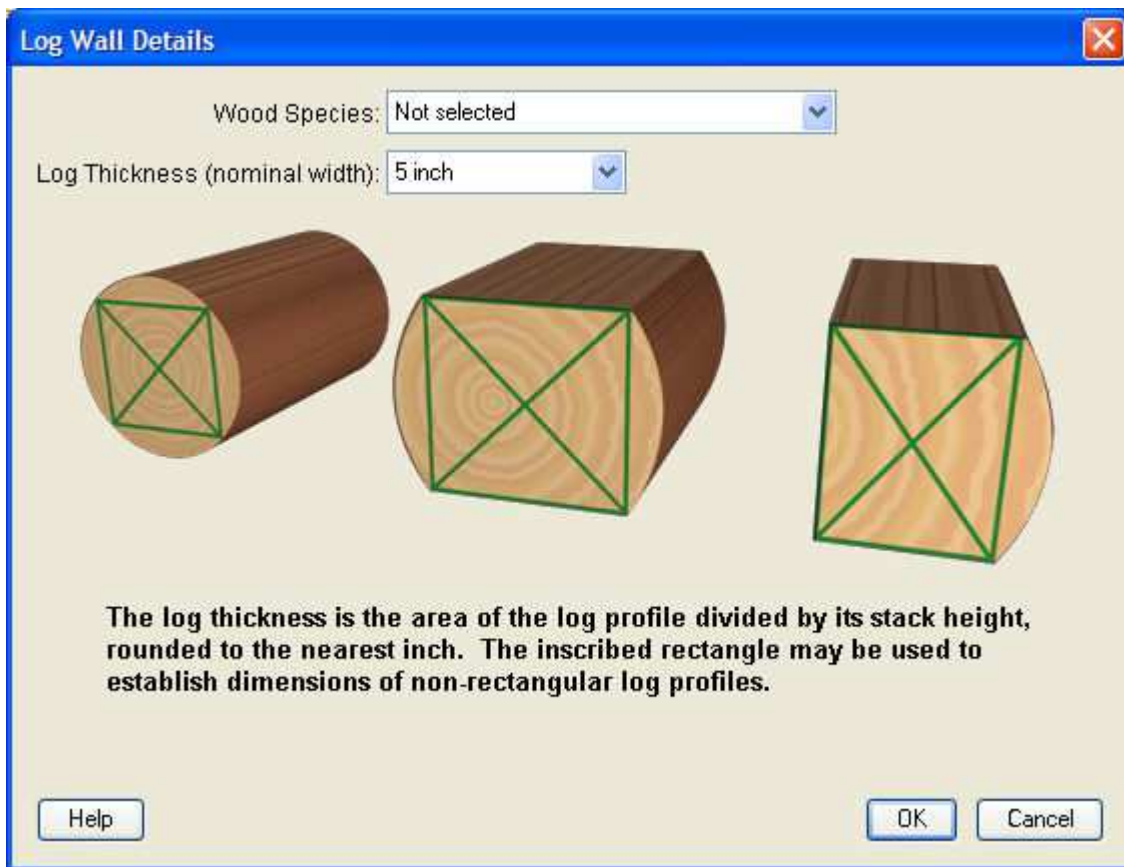 Log Wall Details
Wood Species: Not selected
Log Thickness (nominal width): 5 inch
The log thickness is the area of the log profile divided by its stack height,
rounded to the nearest inch.  The inscribed rectangle may be used to
establish dimensions of non-rectangular log profiles.
Help OK Cancel